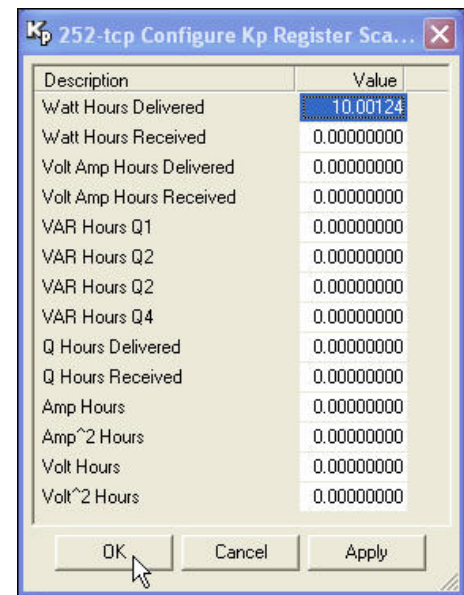 Kp 252-tcp Configure Kp Register Sca...
Description Value
Watt Hours Delivered 10.00124
Watt Hours Received 0.00000000
Volt Amp Hours Delivered 0.00000000
Volt Amp Hours Received 0.00000000
VAR Hours Q1 0.00000000
VAR Hours Q2 0.00000000
VAR Hours Q2 0.00000000
VAR Hours Q4 0.00000000
Q Hours Delivered 0.00000000
Q Hours Received 0.00000000
Amp Hours 0.00000000
Amp^2 Hours 0.00000000
Volt Hours 0.00000000
Volt^2 Hours 0.00000000
OK Cancel Apply